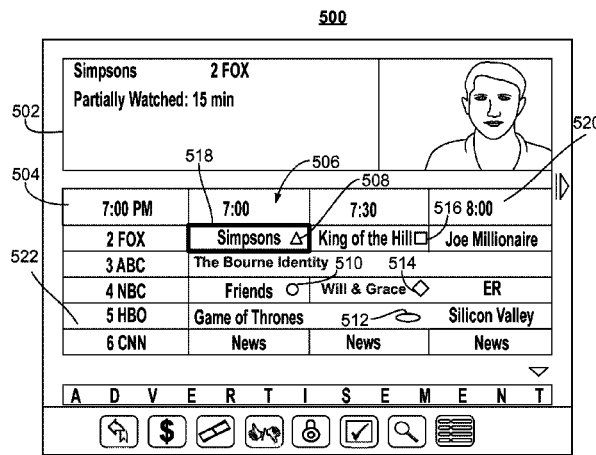 500
Simpsons 2 FOX
Partially Watched: 15 min
502
518
506
508
520
504
7:00 PM 7:00 7:30 516 8:00
2 FOX Simpsons King of the Hill Joe Millionaire
522
3 ABC The Bourne Identity
510 514
4 NBC Friends Will & Grace ER
5 HBO Game of Thrones 512 Silicon Valley
6 CNN News News News
A D V E R T I S E M E N T
$